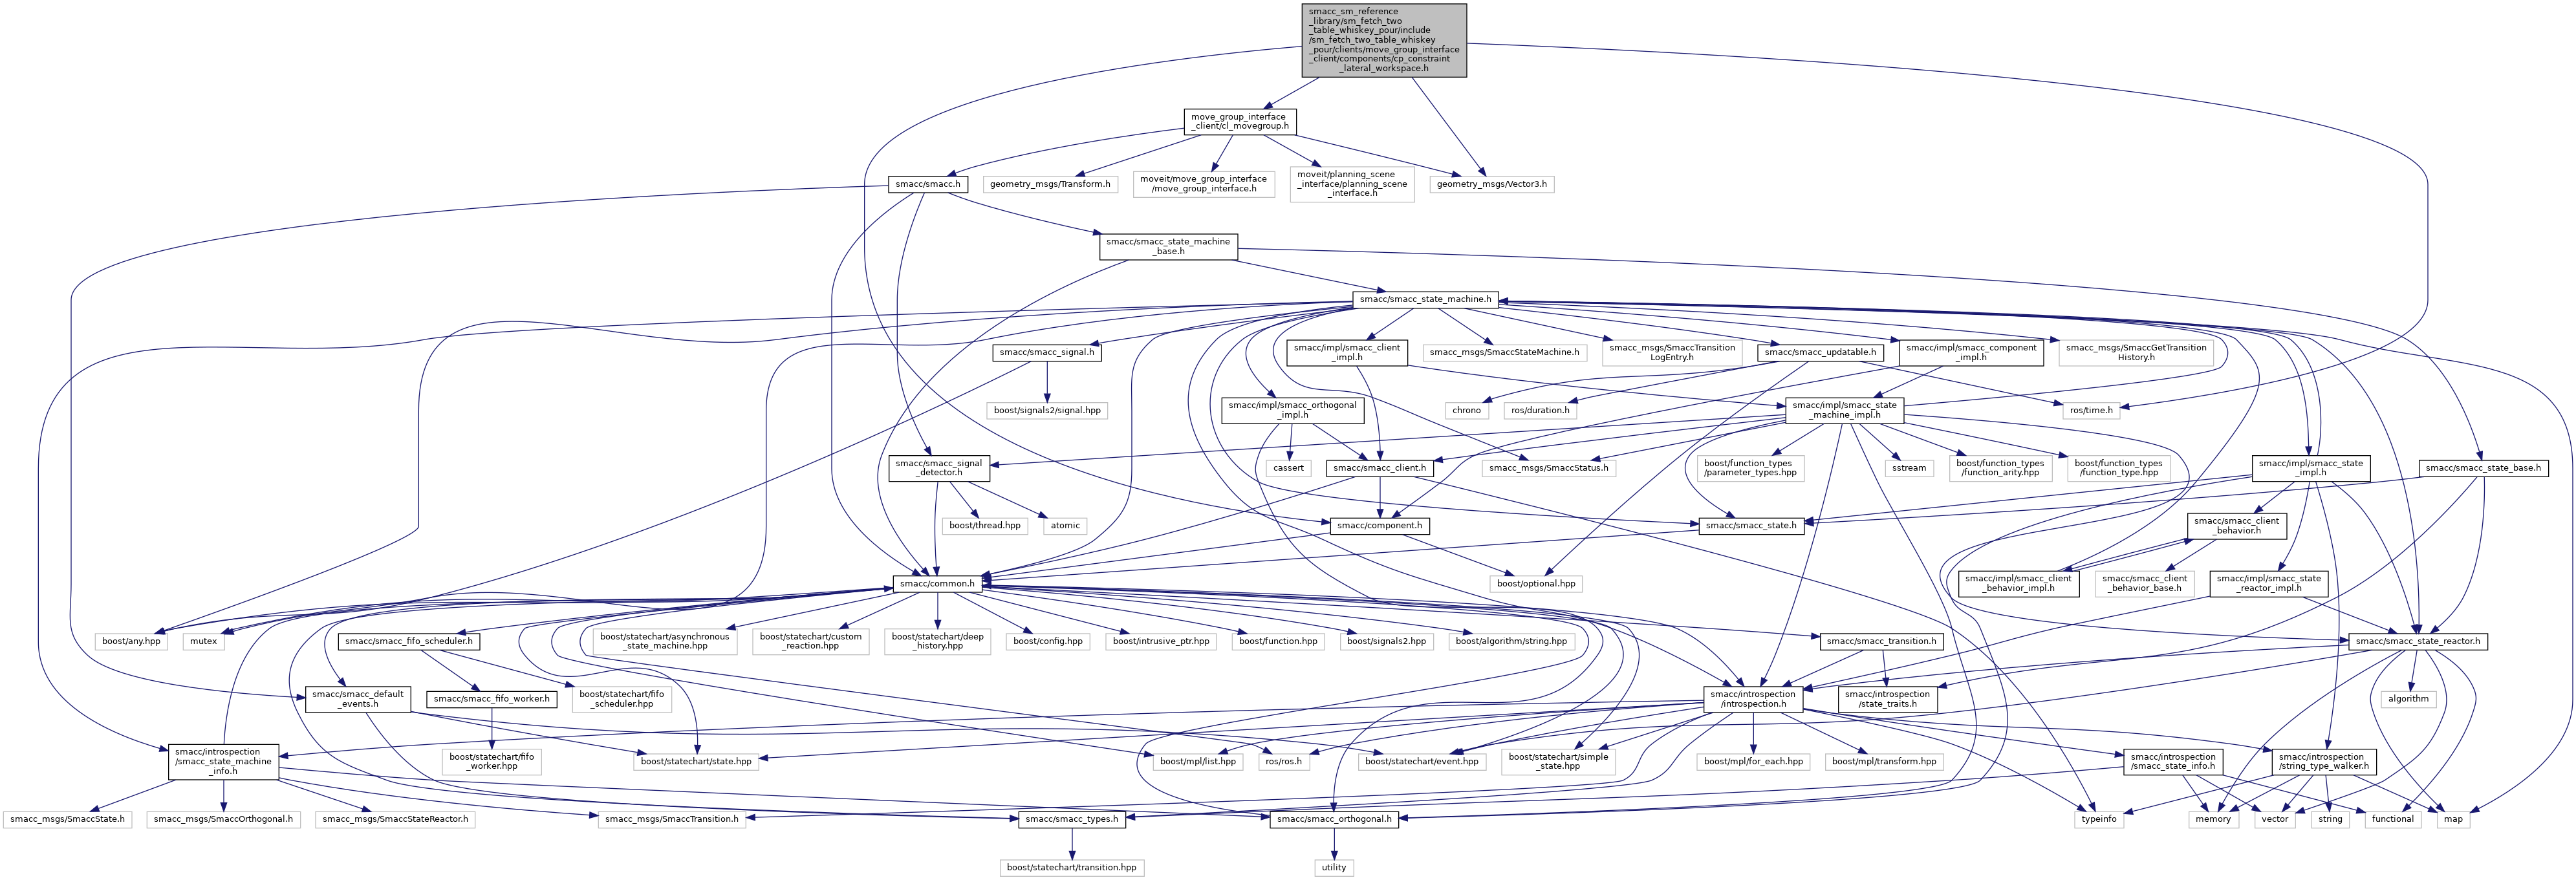 smacc_sm_reference
_library/sm_fetch_two
_table_whiskey_pour/include
/sm_fetch_two_table_whiskey
_pour/clients/move_group_interface
_client/components/cp_constraint
_lateral_workspace.h
move_group_interface
_client/cl_movegroup.h
smacc/smacc.h
geometry_msgs/Transform.h
moveit/move_group_interface
/move_group_interface.h
moveit/planning_scene
_interface/planning_scene
_interface.h
geometry_msgs/Vector3.h
smacc/smacc_state_machine
_base.h
smacc/smacc_state_machine.h
smacc/smacc_signal.h
smacc/impl/smacc_client
_impl.h
smacc_msgs/SmaccStateMachine.h
smacc_msgs/SmaccTransition
LogEntry.h
smacc/smacc_updatable.h
smacc/impl/smacc_component
_impl.h
smacc_msgs/SmaccGetTransition
History.h
boost/signals2/signal.hpp
smacc/impl/smacc_orthogonal
_impl.h
chrono
ros/duration.h
smacc/impl/smacc_state
_machine_impl.h
ros/time.h
smacc/smacc_signal
_detector.h
cassert
smacc/smacc_client.h
smacc_msgs/SmaccStatus.h
boost/function_types
/parameter_types.hpp
sstream
boost/function_types
/function_arity.hpp
boost/function_types
/function_type.hpp
smacc/impl/smacc_state
_impl.h
smacc/smacc_state_base.h
boost/thread.hpp
atomic
smacc/component.h
smacc/smacc_state.h
smacc/smacc_client
_behavior.h
smacc/common.h
boost/optional.hpp
smacc/impl/smacc_client
_behavior_impl.h
smacc/smacc_client
_behavior_base.h
smacc/impl/smacc_state
_reactor_impl.h
boost/any.hpp
mutex
smacc/smacc_fifo_scheduler.h
boost/statechart/asynchronous
_state_machine.hpp
boost/statechart/custom
_reaction.hpp
boost/statechart/deep
_history.hpp
boost/config.hpp
boost/intrusive_ptr.hpp
boost/function.hpp
boost/signals2.hpp
boost/algorithm/string.hpp
smacc/smacc_transition.h
smacc/smacc_state_reactor.h
smacc/smacc_default
_events.h
smacc/smacc_fifo_worker.h
boost/statechart/fifo
_scheduler.hpp
smacc/introspection
/introspection.h
smacc/introspection
/state_traits.h
algorithm
smacc/introspection
/smacc_state_machine
_info.h
boost/statechart/fifo
_worker.hpp
boost/statechart/state.hpp
boost/mpl/list.hpp
ros/ros.h
boost/statechart/event.hpp
boost/statechart/simple
_state.hpp
boost/mpl/for_each.hpp
boost/mpl/transform.hpp
smacc/introspection
/smacc_state_info.h
smacc/introspection
/string_type_walker.h
smacc_msgs/SmaccState.h
smacc_msgs/SmaccOrthogonal.h
smacc_msgs/SmaccStateReactor.h
smacc_msgs/SmaccTransition.h
smacc/smacc_types.h
smacc/smacc_orthogonal.h
typeinfo
memory
vector
string
functional
map
boost/statechart/transition.hpp
utility